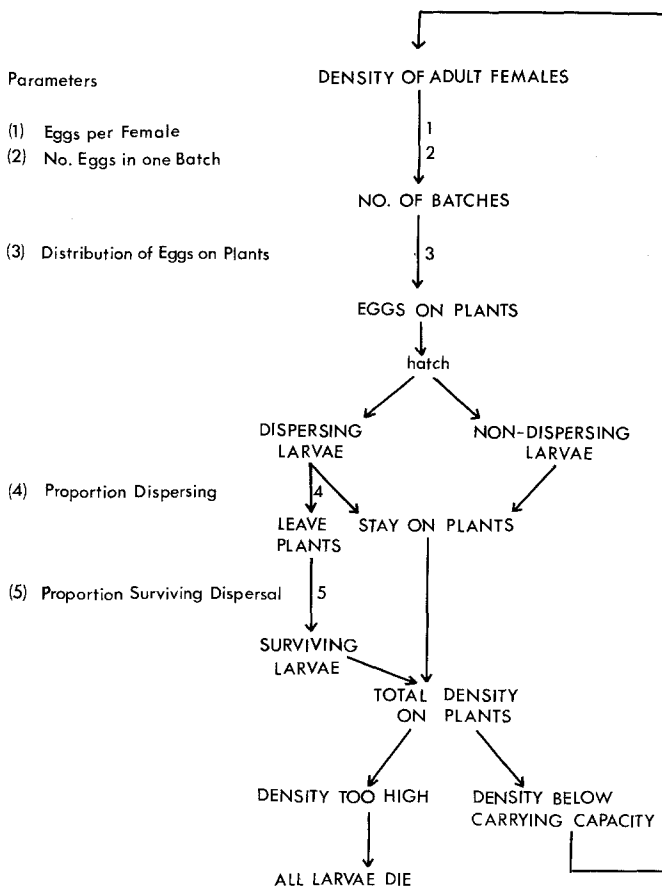 Parameters
DENSITY OF ADULT FEMALES
(1) Eggs per Female
1
(2) No. Eggs in one Batch
2
NO. OF BATCHES
(3) Distribution of Eggs on Plants
3
EGGS ON PLANTS
hatch
DISPERSING
LARVAE
NON-DISPERSING
LARVAE
(4) Proportion Dispersing
4
LEAVE
PLANTS
STAY ON PLANTS
(5) Proportion Surviving Dispersal
5
SURVIVING
LARVAE
TOTAL DENSITY
ON PLANTS
DENSITY TOO HIGH
DENSITY BELOW
CARRYING CAPACITY
ALL LARVAE DIE